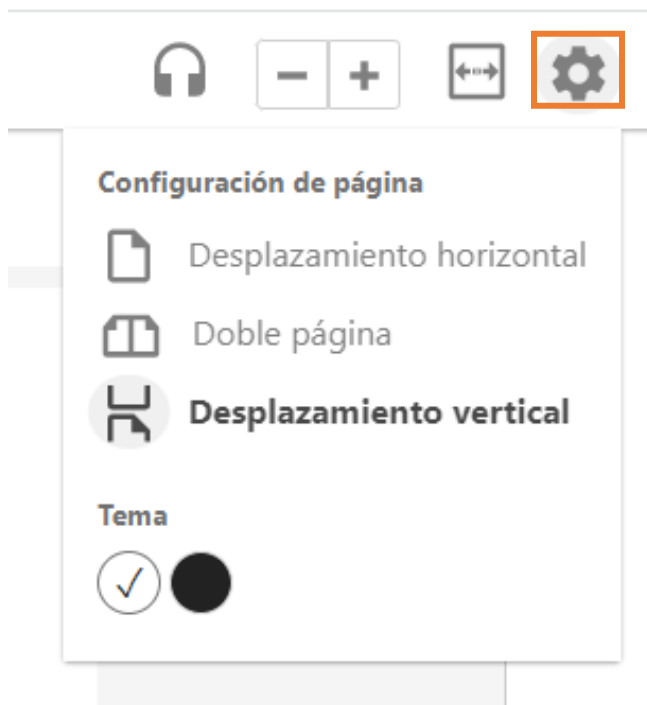 Configuración de página
Desplazamiento horizontal
Doble página
Desplazamiento vertical
Tema